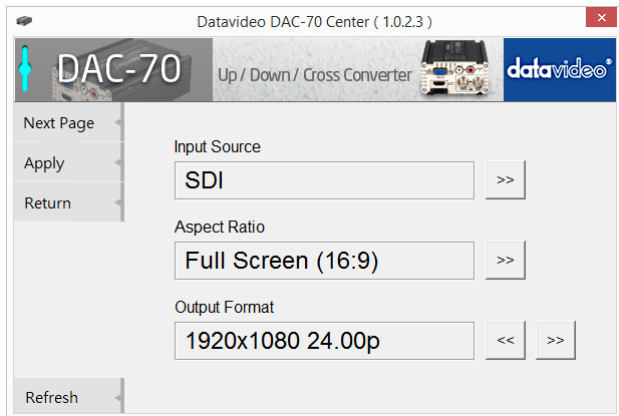 Datavideo DAC-70 Center ( 1.0.2.3 )
×
DAC-70
Up / Down / Cross Converter
datavideo®
Next Page
Apply
Return
Input Source
SDI
>>
Aspect Ratio
Full Screen (16:9)
>>
Output Format
1920x1080 24.00p
<< >>
Refresh